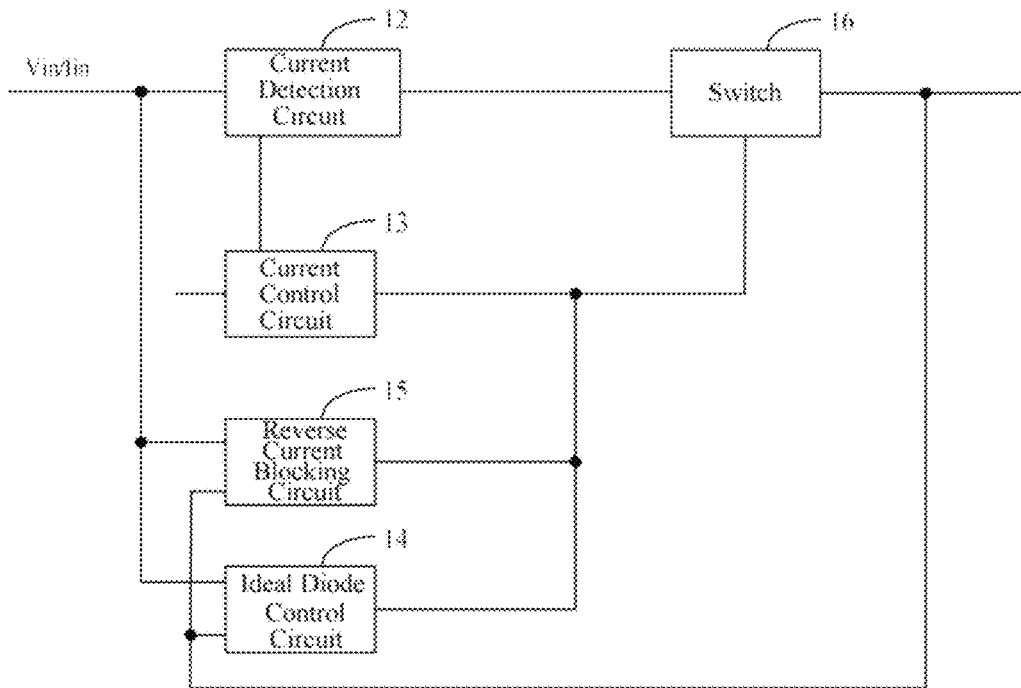 12
16
Vin/Iin
Current
Detection
Circuit
Switch
13
Current
Control
Circuit
15
Reverse
Current
Blocking
Circuit
14
Ideal Diode
Control
Circuit